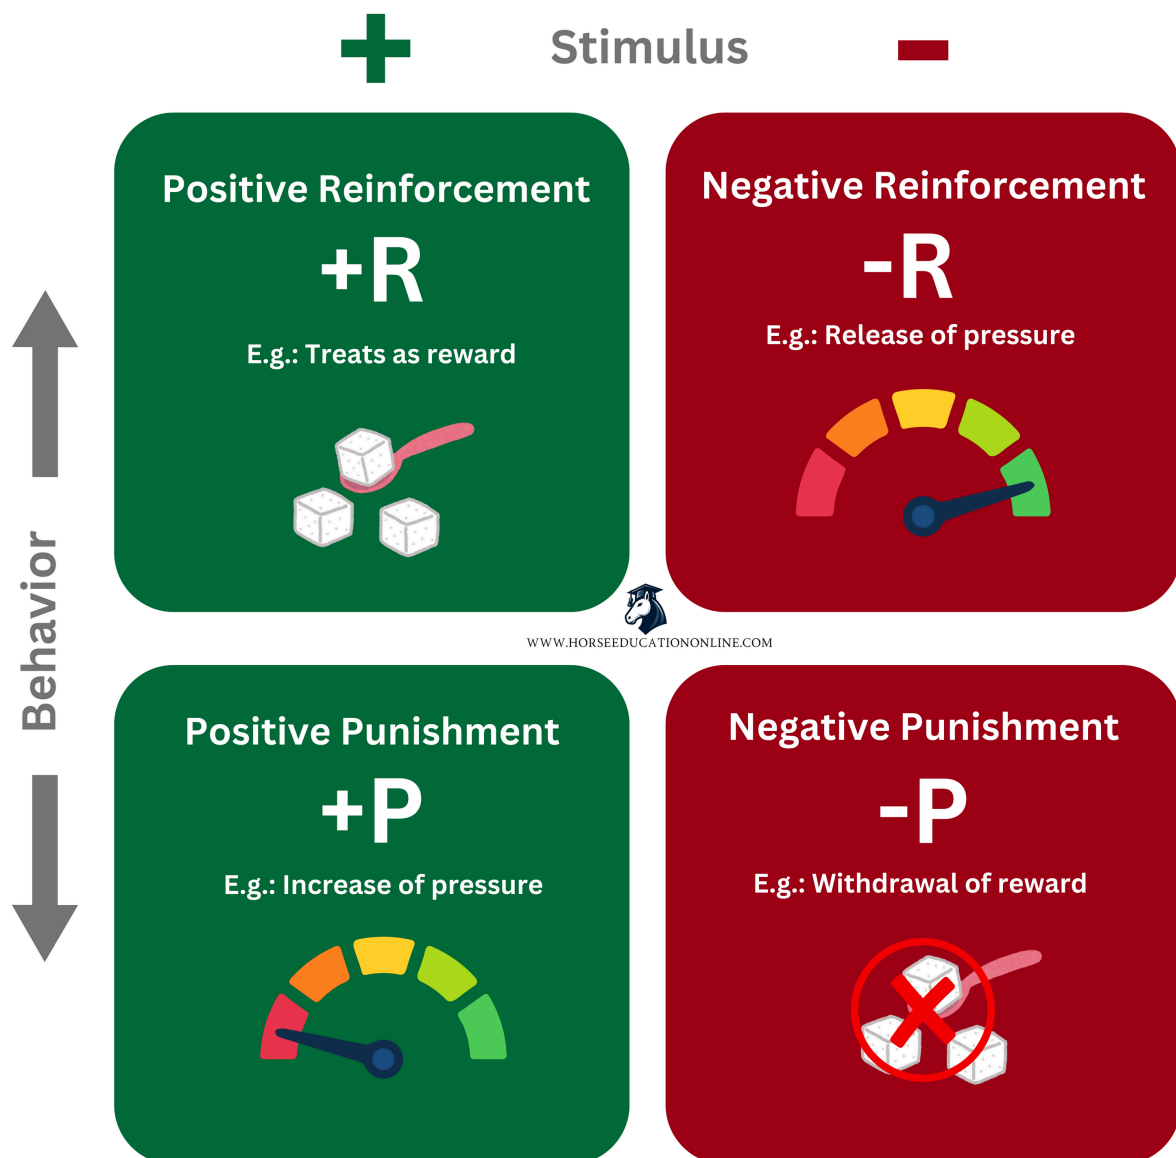 + Stimulus -
Positive Reinforcement
+R
E.g.: Treats as reward
Negative Reinforcement
-R
E.g.: Release of pressure
Behavior
WWW.HORSEEDUCATIONONLINE.COM
Positive Punishment
+P
E.g.: Increase of pressure
Negative Punishment
-P
E.g.: Withdrawal of reward